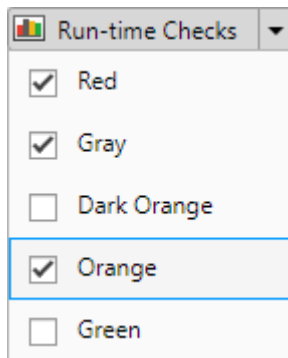 Run-time Checks
Red
Gray
Dark Orange
Orange
Green